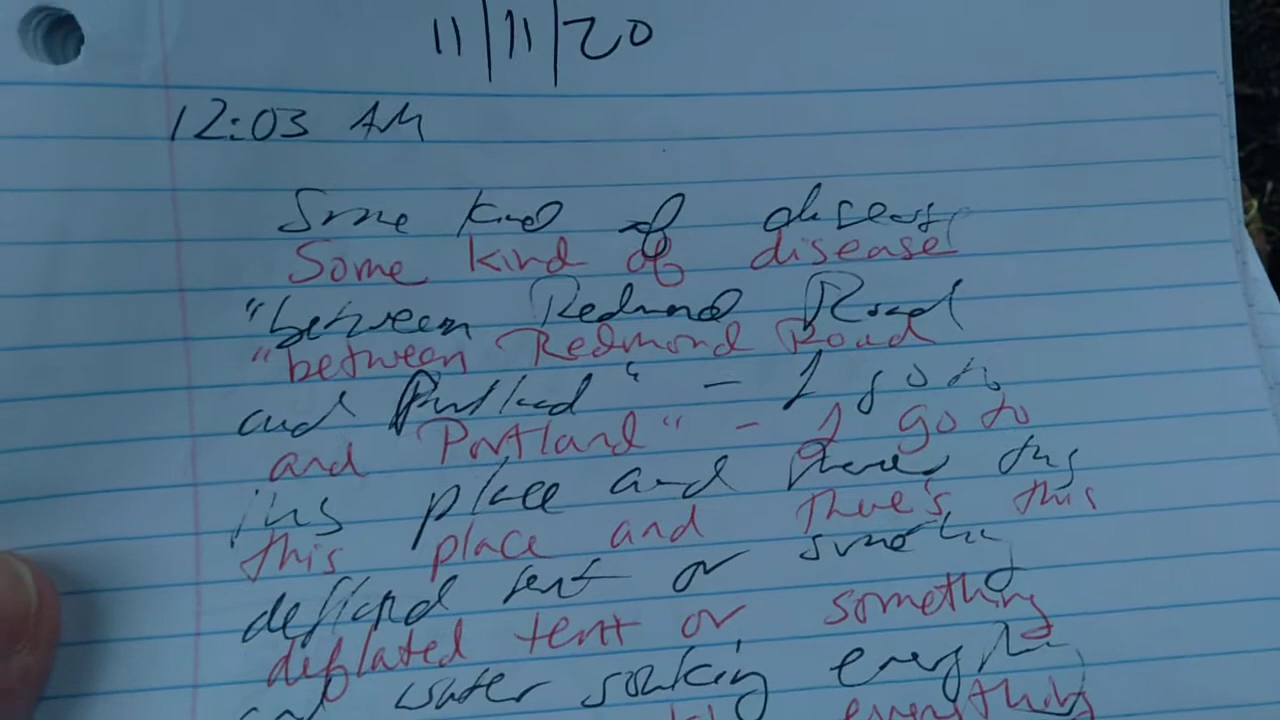 11/11/20
12:03 AM
Some kind of disease
Some kind of disease
"between Redmond Road
"between Redmond Road
and Portland" - I go to
and "Portland" - I go to
this place and there's this
this place and there's this
deflated tent or something
deflated tent or something
and water soaking everything
everything